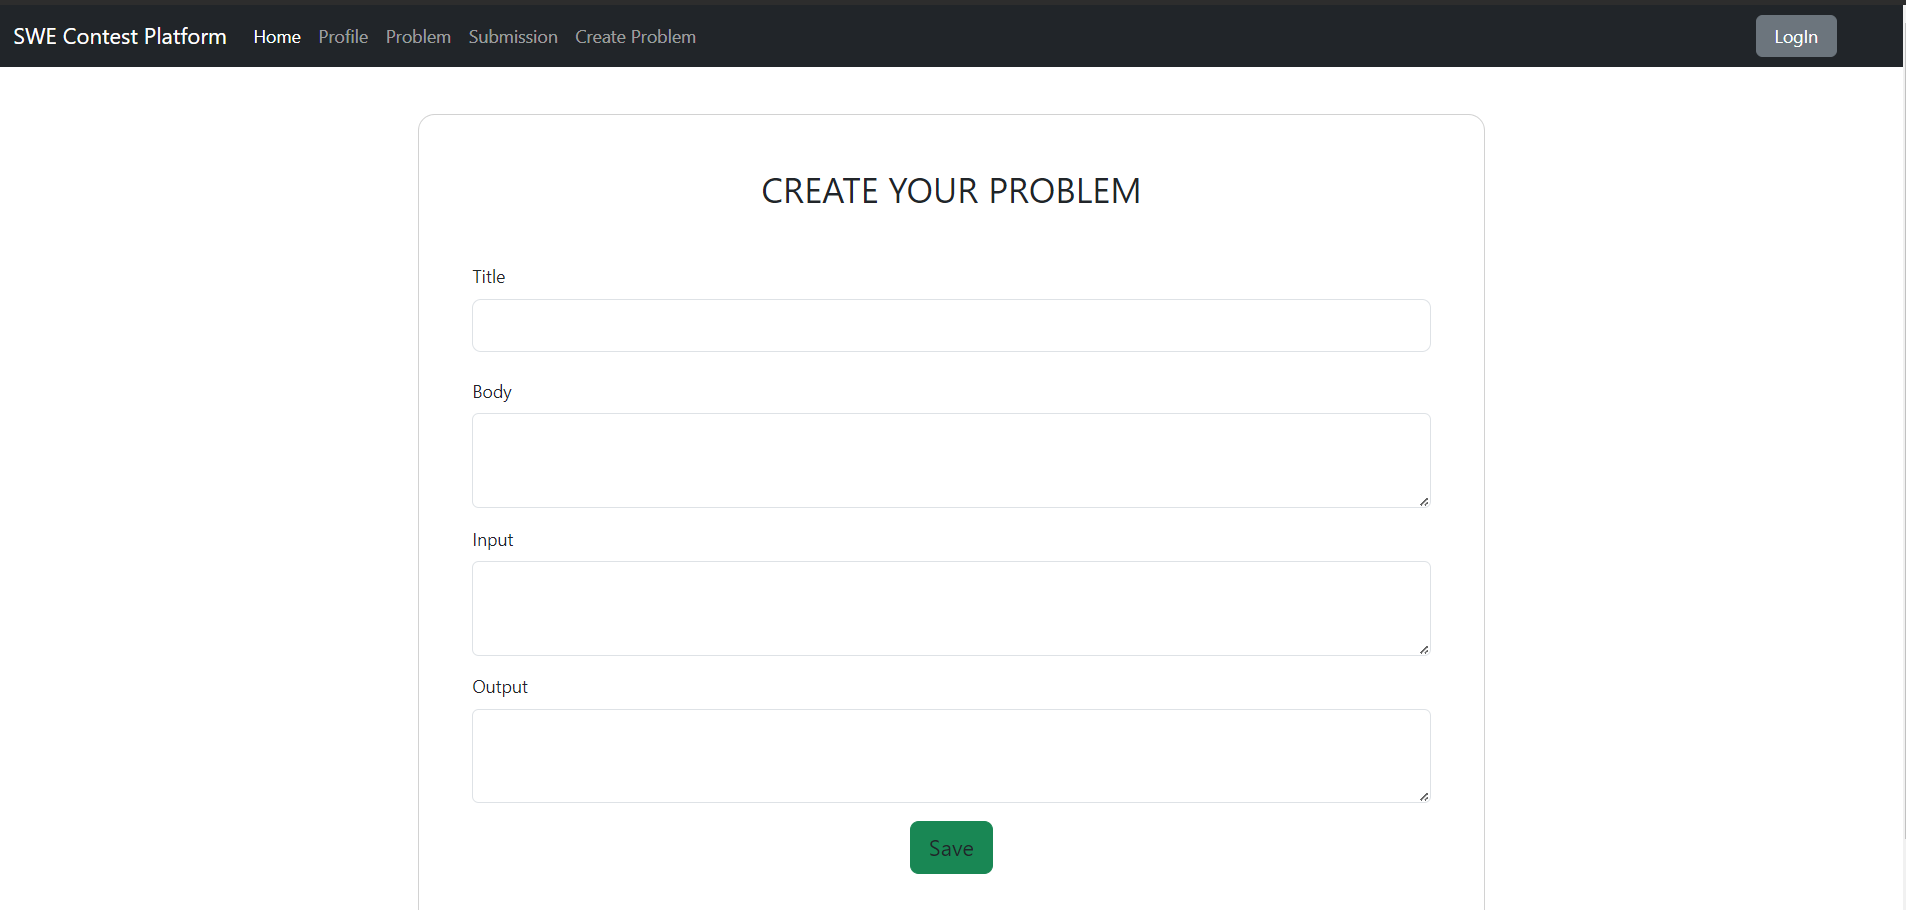 SWE Contest Platform Home Profile Problem Submission Create Problem LogIn
CREATE YOUR PROBLEM
Title
Body
Input
Output
Save